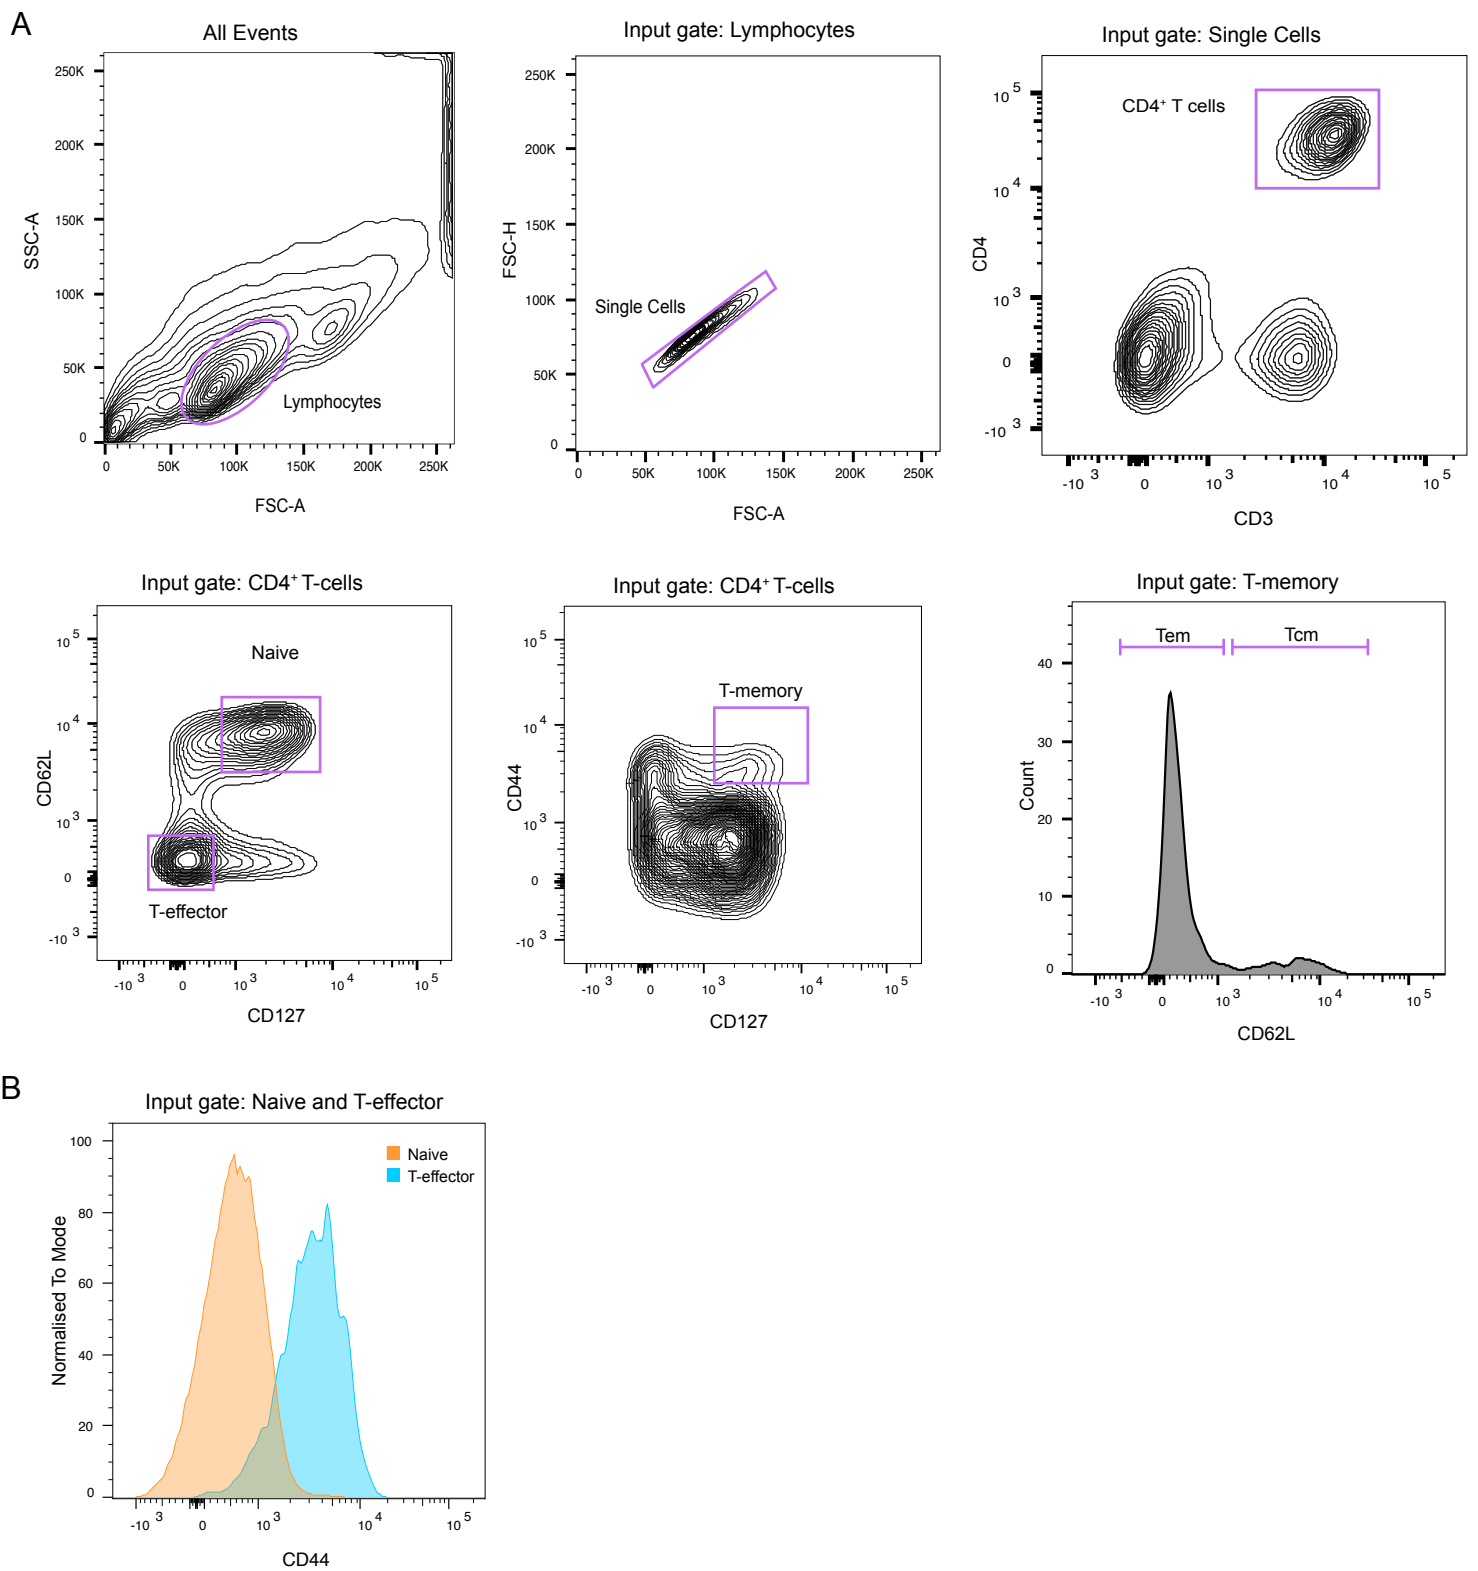 A
All Events
250K
200K
150K
100K
50K
0
SSC-A
Lymphocytes
0 50K 100K 150K 200K 250K
FSC-A
Input gate: Lymphocytes
250K
200K
150K
100K
50K
0
FSC-H
Single Cells
0 50K 100K 150K 200K 250K
FSC-A
Input gate: Single Cells
10 5
10 4
10 3
0
-10 3
CD4
CD4+ T cells
-10 3 0 10 3 10 4 10 5
CD3
Input gate: CD4+ T-cells
10 5
10 4
10 3
0
-10 3
CD62L
Naive
T-effector
-10 3 0 10 3 10 4 10 5
CD127
Input gate: CD4+ T-cells
10 5
10 4
10 3
0
-10 3
CD44
T-memory
-10 3 0 10 3 10 4 10 5
CD127
Input gate: T-memory
Tem Tcm
40
30
20
10
0
Count
-10 3 0 10 3 10 4 10 5
CD62L
B
Input gate: Naive and T-effector
100
80
60
40
20
0
Normalised To Mode
Naive
T-effector
-10 3 0 10 3 10 4 10 5
CD44